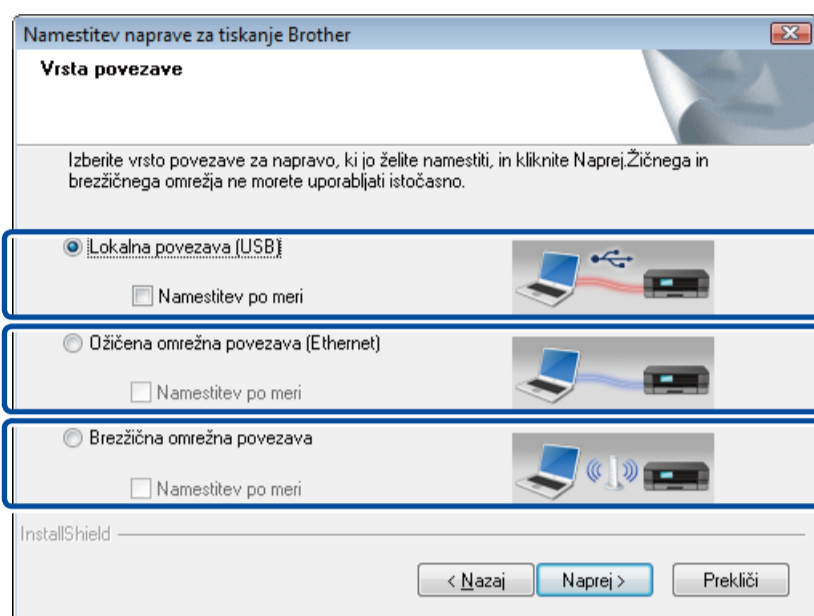 Namestitev naprave za tiskanje Brother
Vrsta povezave
Izberite vrsto povezave za napravo, ki jo želite namestiti, in kliknite Naprej.Žičnega in
brezžičnega omrežja ne morete uporabljati istočasno.
Lokalna povezava (USB)
Namestitev po meri
Ožičena omrežna povezava (Ethernet)
Namestitev po meri
Brezžična omrežna povezava
Namestitev po meri
InstallShield
< Nazaj
Naprej >
Prekliči